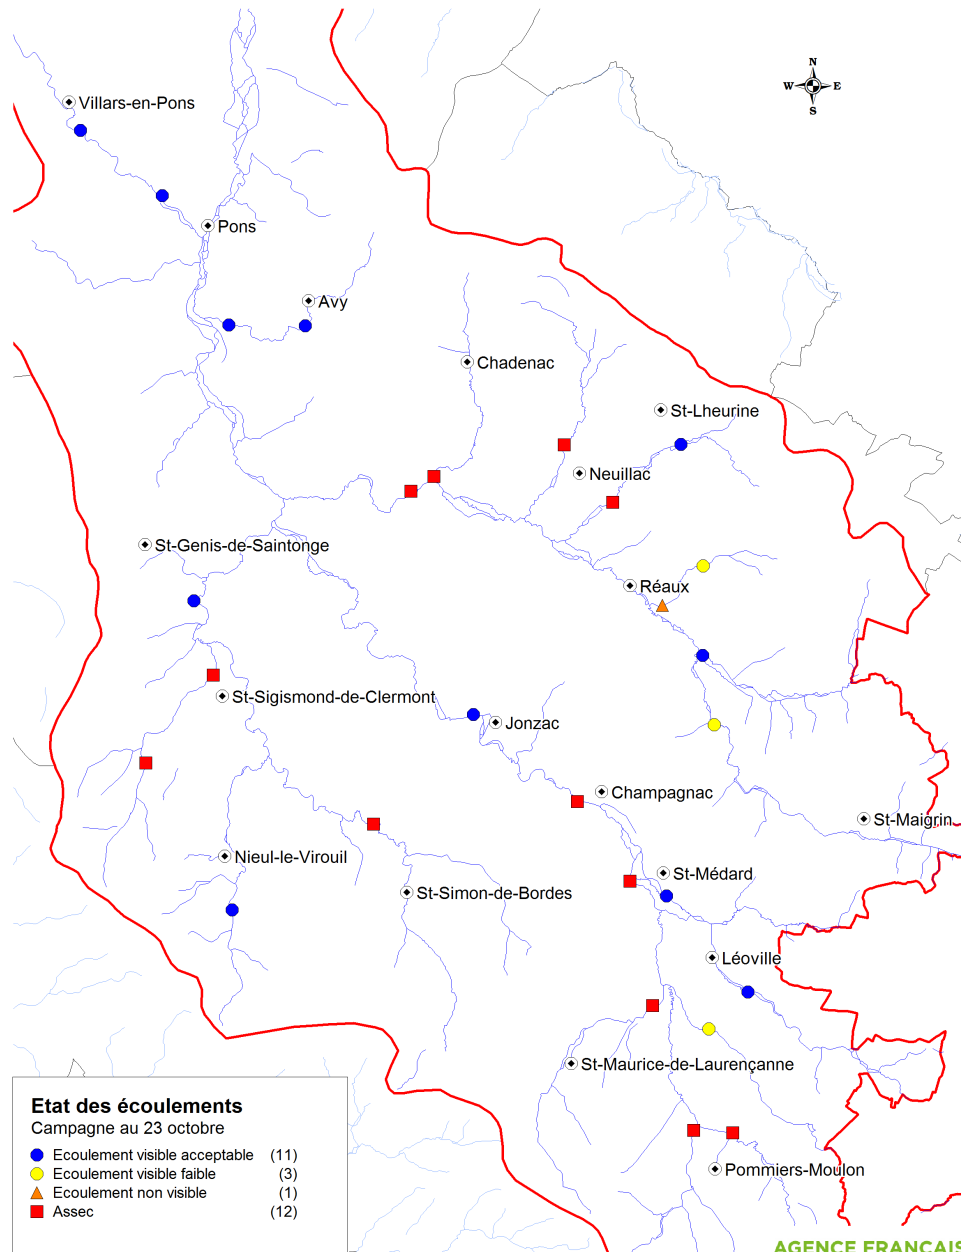 N
W E
S
Villars-en-Pons
Pons
Avy
Chadenac
St-Lheurine
Neuillac
St-Genis-de-Saintonge
Réaux
St-Sigismond-de-Clermont
Jonzac
Champagnac
St-Maigrin
Nieul-le-Virouil
St-Médard
St-Simon-de-Bordes
Léoville
St-Maurice-de-Laurençanne
Pommiers-Moulon
Etat des écoulements
Campagne au 23 octobre
Ecoulement visible acceptable (11)
Ecoulement visible faible (3)
Ecoulement non visible (1)
Assec (12)
AGENCE FRANCAIS